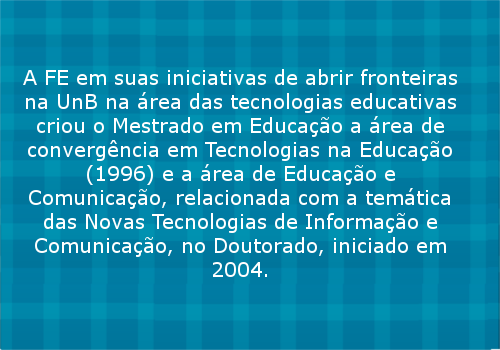 A FE em suas iniciativas de abrir fronteiras
na UnB na área das tecnologias educativas
criou o Mestrado em Educação a área de
convergência em Tecnologias na Educação
(1996) e a área de Educação e
Comunicação, relacionada com a temática
das Novas Tecnologias de Informação e
Comunicação, no Doutorado, iniciado em
2004.